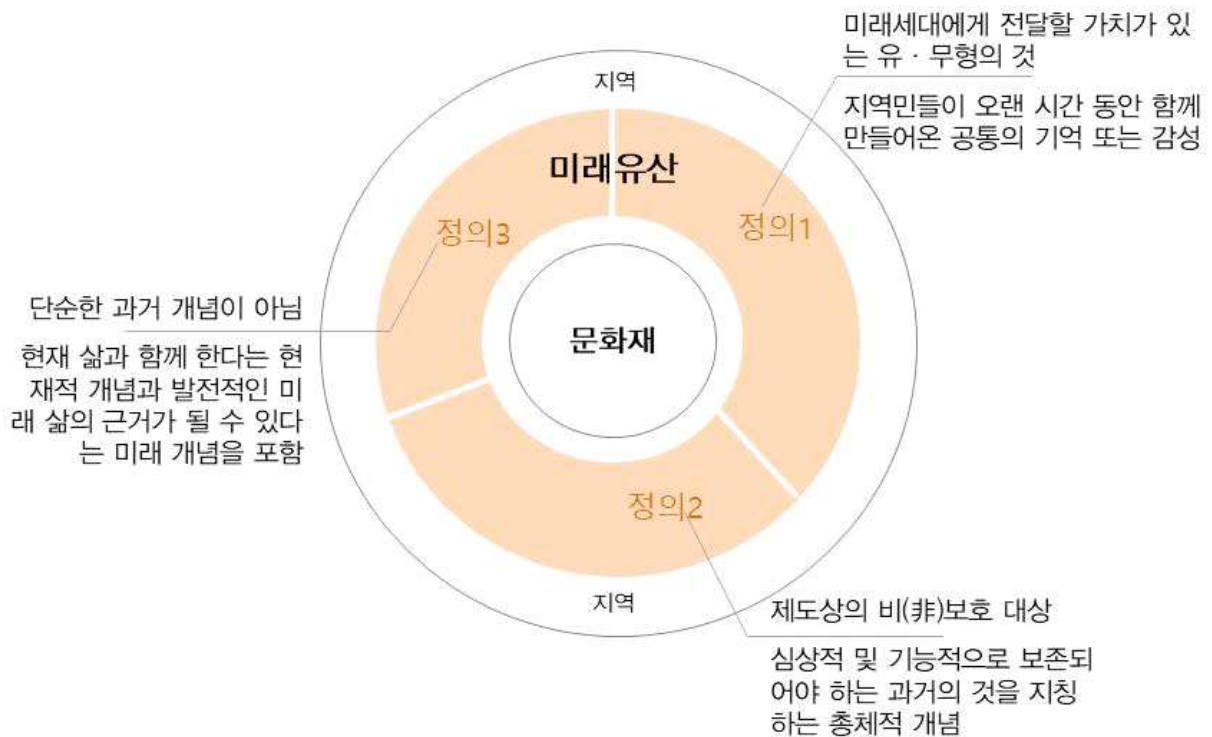 미래세대에게 전달할 가치가 있
는 유 · 무형의 것
지역민들이 오랜 시간 동안 함께
만들어온 공통의 기억 또는 감성
지역
미래유산
정의1
정의3
문화재
단순한 과거 개념이 아님
현재 삶과 함께 한다는 현
재적 개념과 발전적인 미
래 삶의 근거가 될 수 있다
는 미래 개념을 포함
정의2
지역
제도상의 비(非)보호 대상
심상적 및 기능적으로 보존되
어야 하는 과거의 것을 지칭
하는 총체적 개념